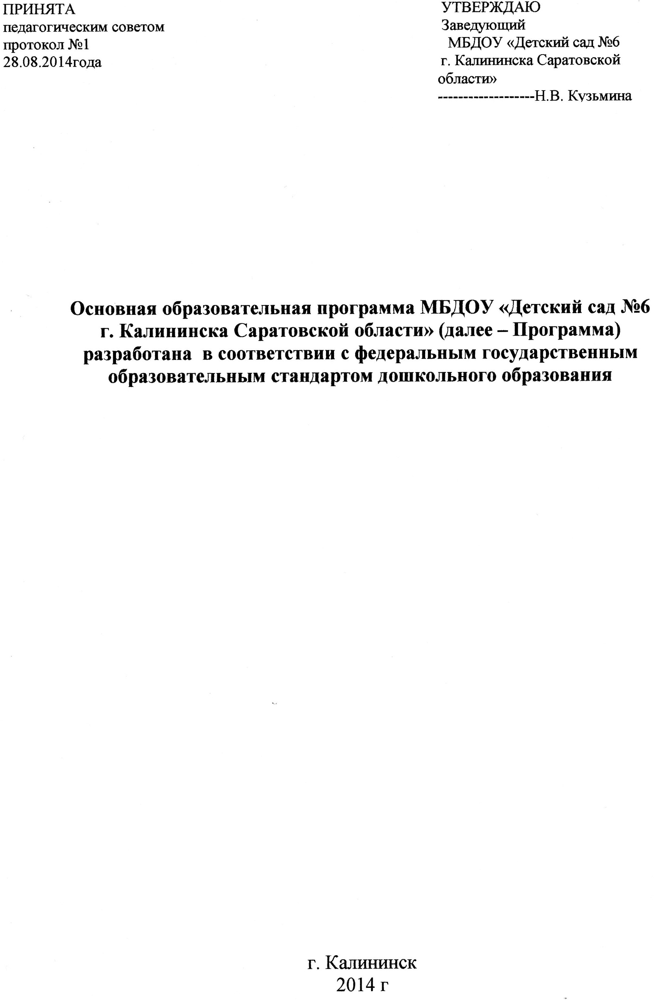 ПРИНЯТА
педагогическим советом
протокол №1
28.08.2014года
УТВЕРЖДАЮ
Заведующий
МБДОУ «Детский сад №6
г. Калининска Саратовской
области»
-------------------Н.В. Кузьмина
Основная образовательная программа МБДОУ «Детский сад №6
г. Калининска Саратовской области» (далее – Программа)
разработана в соответствии с федеральным государственным
образовательным стандартом дошкольного образования
г. Калининск
2014 г